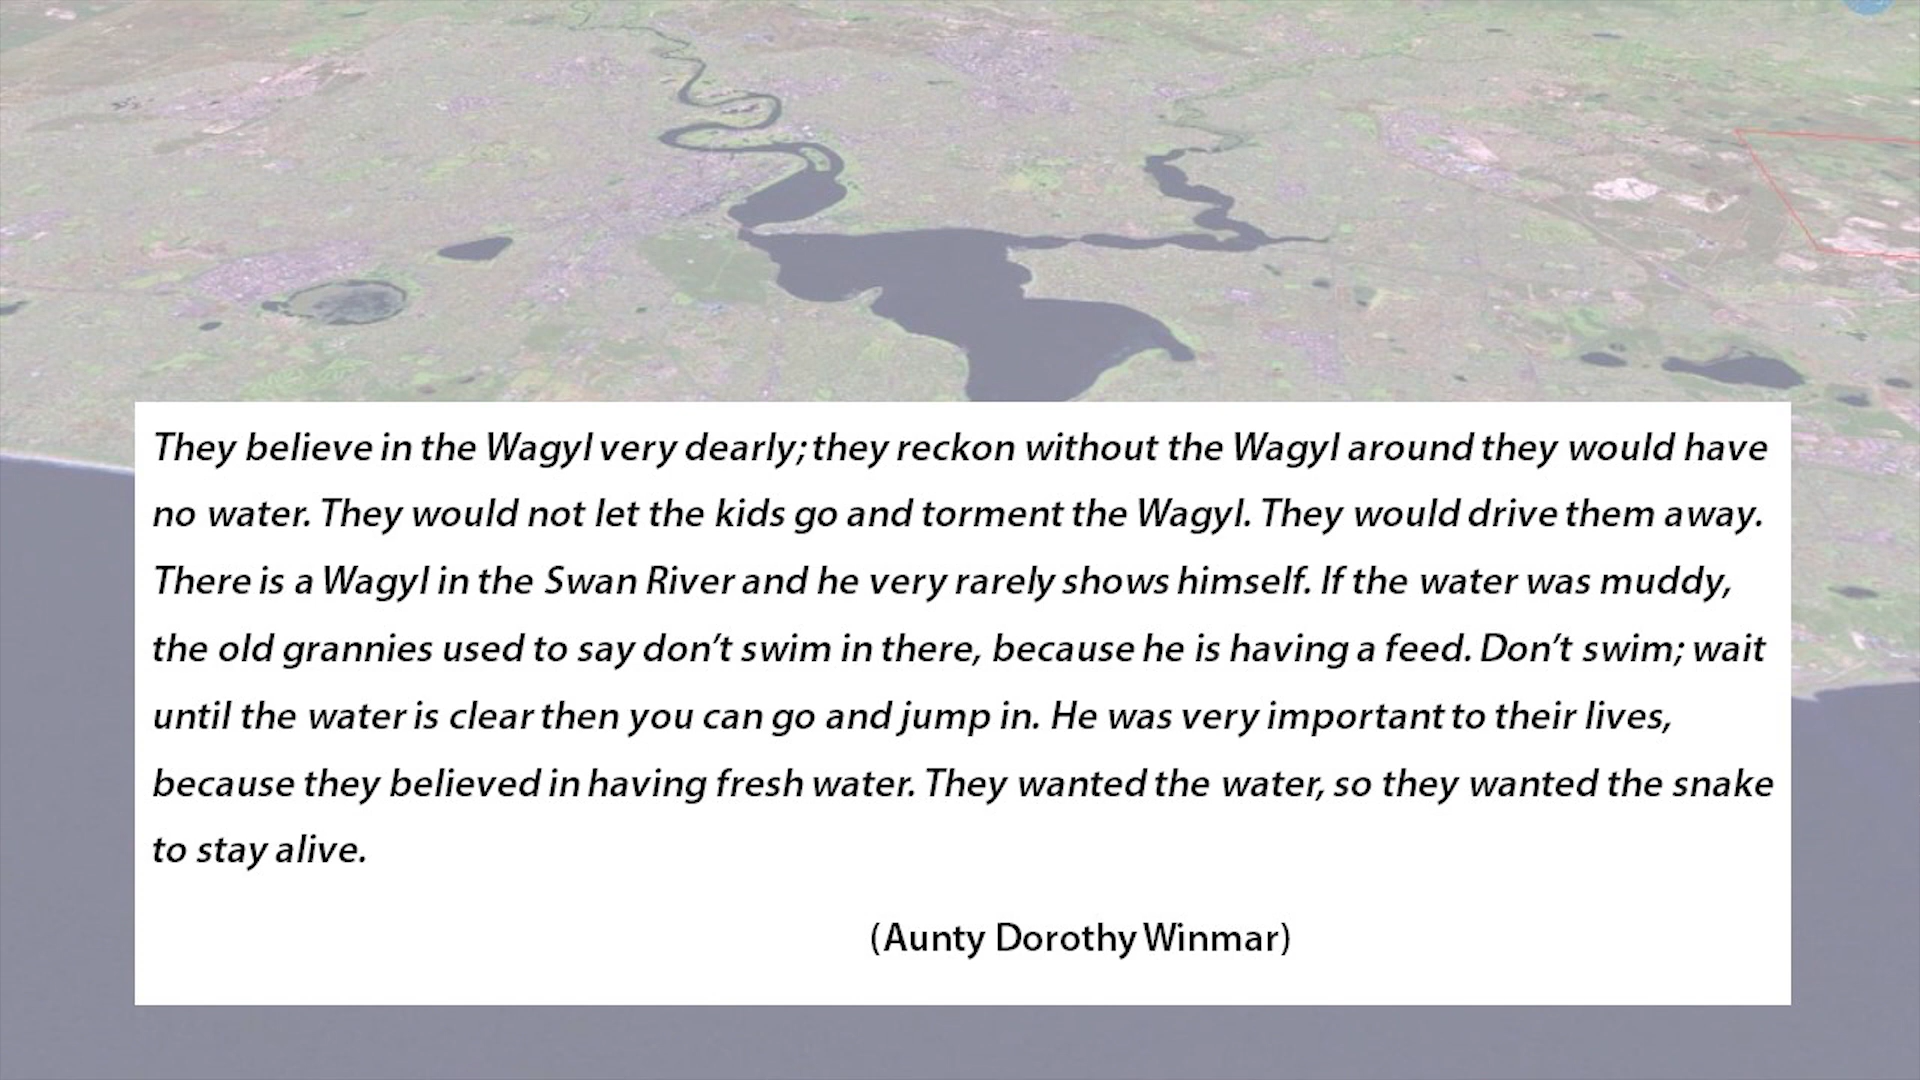 They believe in the Wagyl very dearly; they reckon without the Wagyl around they would have
no water. They would not let the kids go and torment the Wagyl. They would drive them away.
There is a Wagyl in the Swan River and he very rarely shows himself. If the water was muddy,
the old grannies used to say don’t swim in there, because he is having a feed. Don’t swim; wait
until the water is clear then you can go and jump in. He was very important to their lives,
because they believed in having fresh water. They wanted the water, so they wanted the snake
to stay alive.
(Aunty Dorothy Winmar)